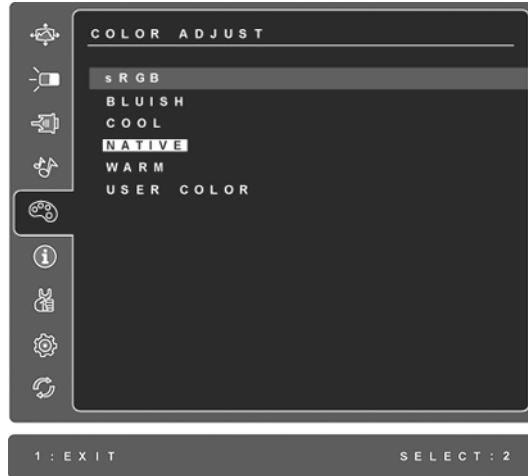 COLOR ADJUST
sRGB
BLUISH
COOL
NATIVE
WARM
USER COLOR
1:EXIT SELECT:2